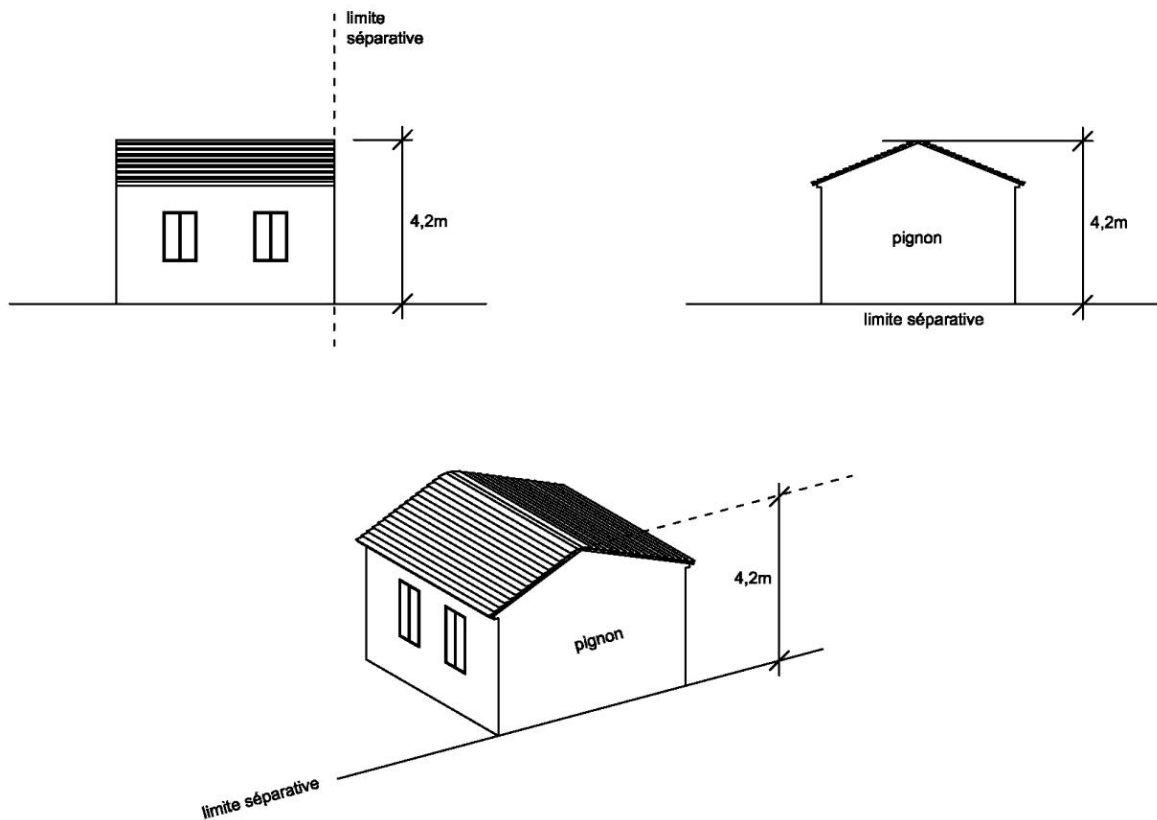 limite
séparative
4,2m
pignon
4,2m
limite séparative
4,2m
pignon
limite séparative